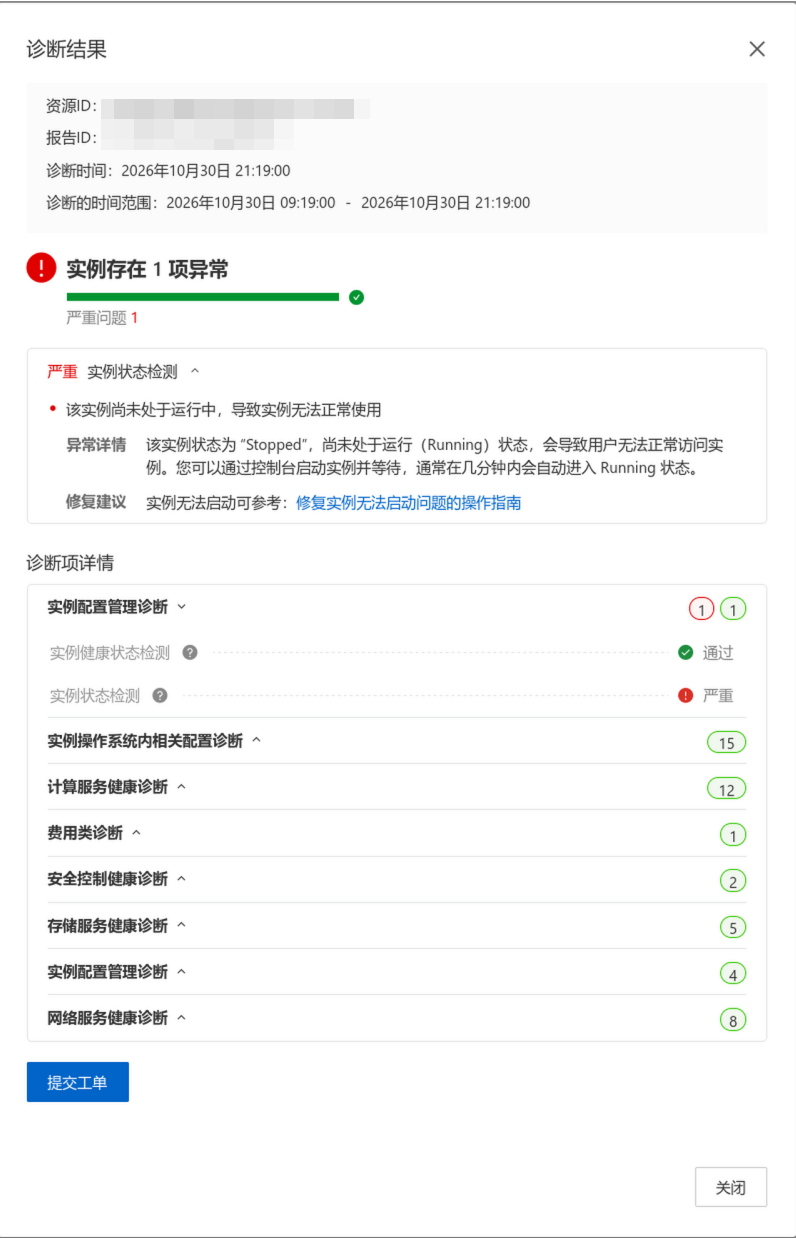 诊断结果
资源ID：
报告ID：
诊断时间：2026年10月30日 21:19:00
诊断的时间范围：2026年10月30日 09:19:00 - 2026年10月30日 21:19:00
实例存在 1 项异常
严重问题 1
严重 实例状态检测
该实例尚未处于运行中，导致实例无法正常使用
异常详情 该实例状态为 “Stopped”，尚未处于运行（Running）状态，会导致用户无法正常访问实
例。您可以通过控制台启动实例并等待，通常在几分钟内会自动进入 Running 状态。
修复建议 实例无法启动可参考：修复实例无法启动问题的操作指南
诊断项详情
实例配置管理诊断 1 1
实例健康状态检测 通过
实例状态检测 严重
实例操作系统内相关配置诊断 15
计算服务健康诊断 12
费用类诊断 1
安全控制健康诊断 2
存储服务健康诊断 5
实例配置管理诊断 4
网络服务健康诊断 8
提交工单
关闭